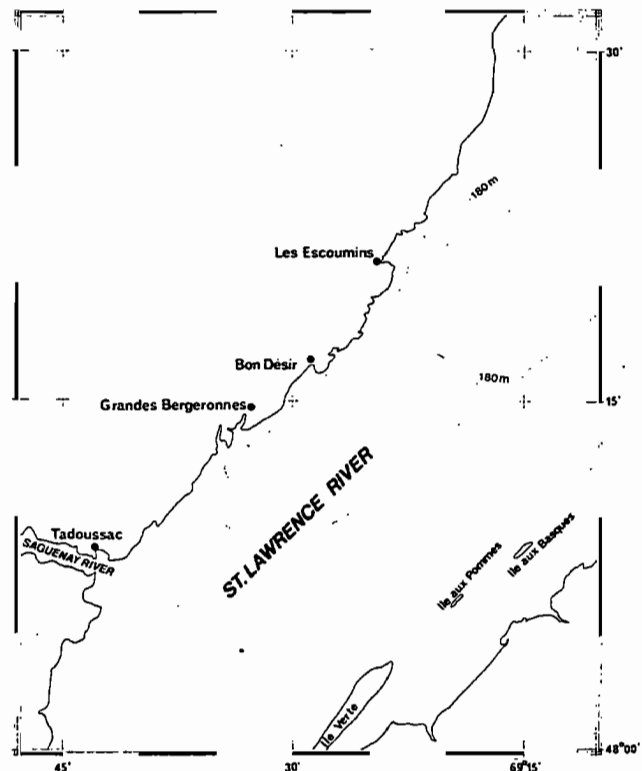 30'
180m
Les Escoumins
Bon Désir
180m
15'
Grandes Bergeronnes
ST. LAWRENCE RIVER
Tadoussac
SAGUENAY RIVER
Ile aux Pommes
Ile aux Basques
Ile Verte
48°00'
45'
30'
69°15'